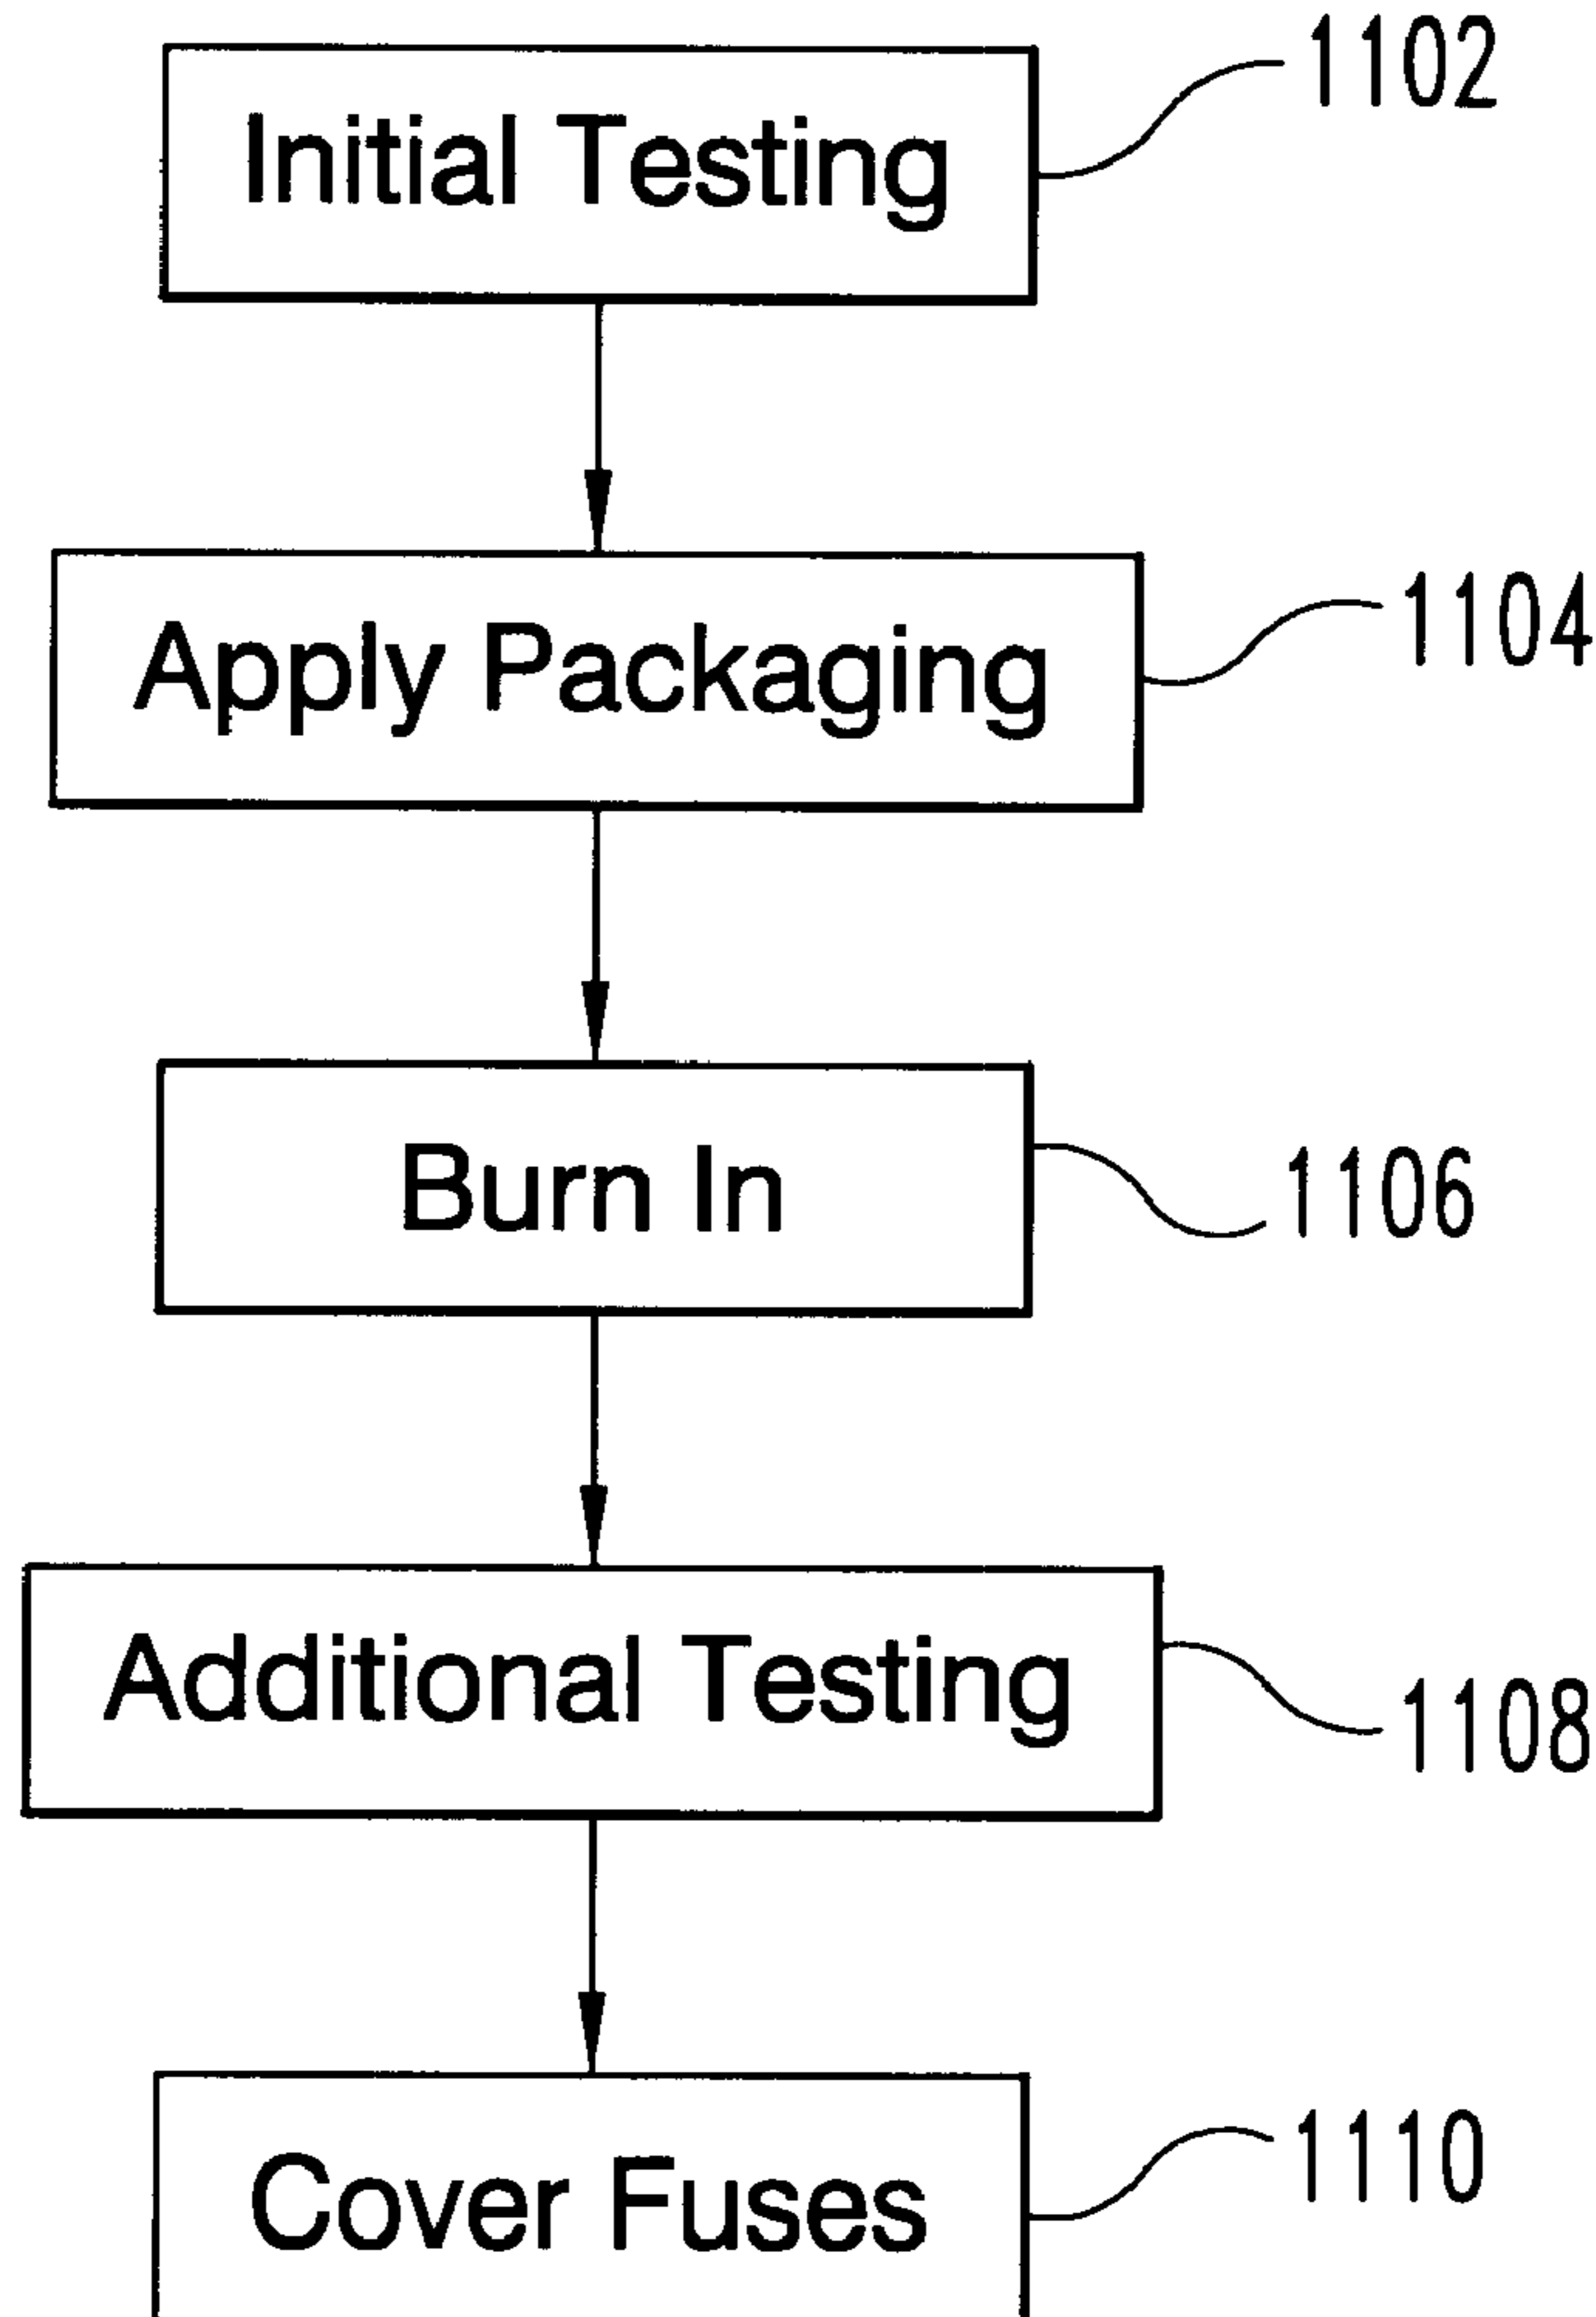 1102
Initial Testing
1104
Apply Packaging
1106
Burn In
1108
Additional Testing
1110
Cover Fuses